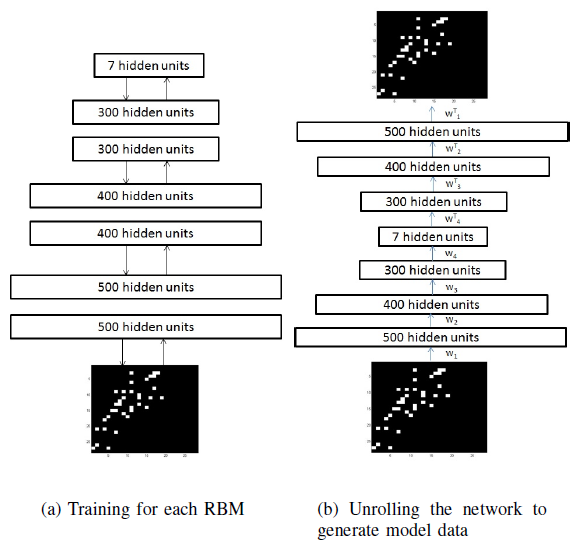 7 hidden units
300 hidden units
300 hidden units
400 hidden units
400 hidden units
500 hidden units
500 hidden units
(a) Training for each RBM
w^T_1
500 hidden units
w^T_2
400 hidden units
w^T_3
300 hidden units
w^T_4
7 hidden units
w_4
300 hidden units
w_3
400 hidden units
w_2
500 hidden units
w_1
(b) Unrolling the network to
generate model data